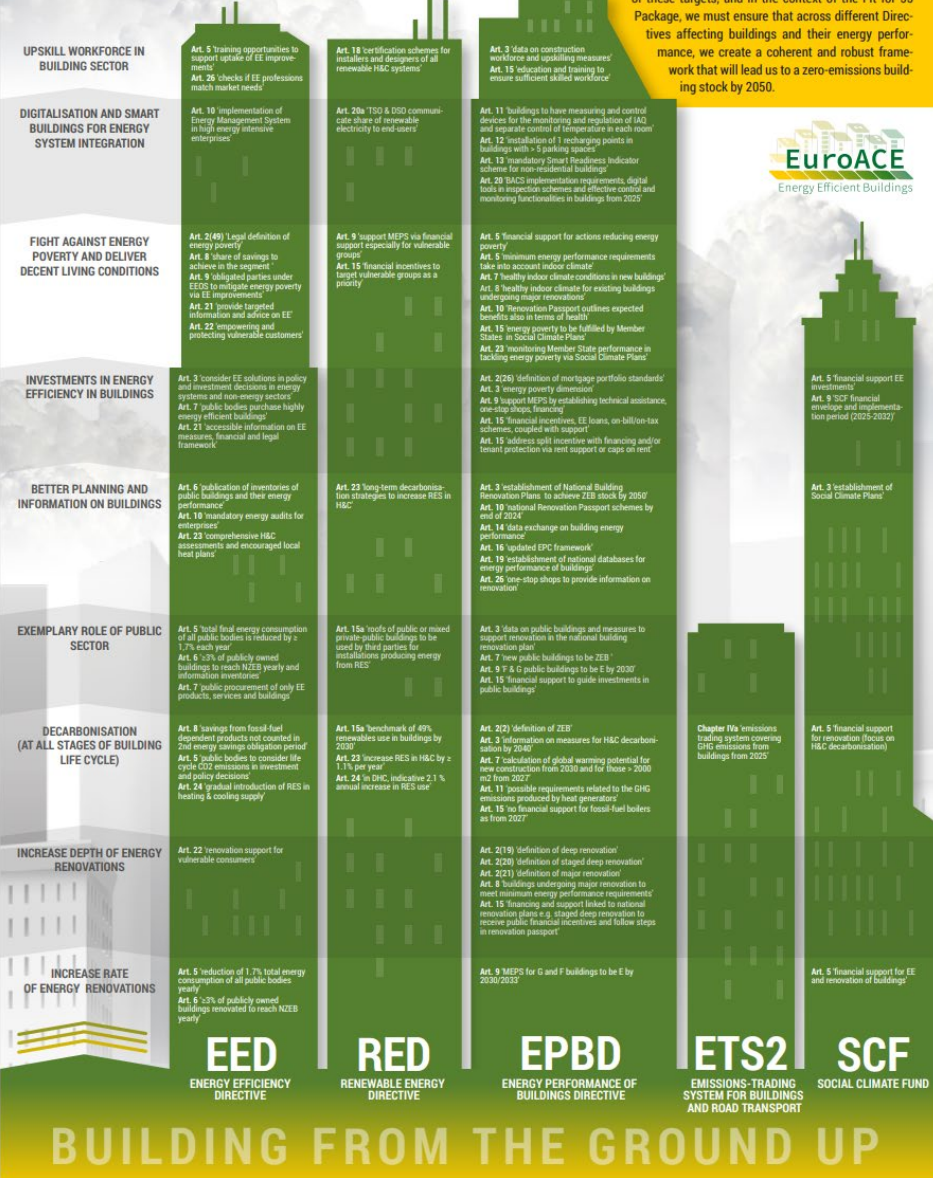 of these targets, and in the context of the Fit for 55
Package, we must ensure that across different Direc-
tives affecting buildings and their energy perfor-
mance, we create a coherent and robust frame-
work that will lead us to a zero-emissions build-
ing stock by 2050.
EuroACE
Energy Efficient Buildings
UPSKILL WORKFORCE IN
BUILDING SECTOR
Art. 5 'training opportunities to
support uptake of EE improve-
ments'
Art. 26 'checks if EE professions
match market needs'
Art. 18 'certification schemes for
installers and designers of all
renewable H&C systems'
Art. 3 'data on construction
workforce and upskilling measures'
Art. 15 'education and training to
ensure sufficient skilled workforce'
DIGITALISATION AND SMART
BUILDINGS FOR ENERGY
SYSTEM INTEGRATION
Art. 10 'implementation of
Energy Management System
in high energy intensive
enterprises'
Art. 20a 'TSO & DSO communi-
cate share of renewable
electricity to end-users'
Art. 11 'buildings to have measuring and control
devices for the monitoring and regulation of IAQ
and separate control of temperature in each room'
Art. 12 'installation of 1 recharging points in
buildings with > 5 parking spaces'
Art. 13 'mandatory Smart Readiness Indicator
scheme for non-residential buildings'
Art. 20 'BACS implementation requirements, digital
tools in inspection schemes and effective control and
monitoring functionalities in buildings from 2025'
FIGHT AGAINST ENERGY
POVERTY AND DELIVER
DECENT LIVING CONDITIONS
Art. 2(49) 'Legal definition of
energy poverty'
Art. 8 'share of savings to
achieve in the segment '
Art. 9 'obligated parties under
EEOS to mitigate energy poverty
via EE improvements'
Art. 21 'provide targeted
information and advice on EE'
Art. 22 'empowering and
protecting vulnerable customers'
Art. 9 'support MEPS via financial
support especially for vulnerable
groups'
Art. 15 'financial incentives to
target vulnerable groups as a
priority'
Art. 5 'financial support for actions reducing energy
poverty'
Art. 5 'minimum energy performance requirements
take into account indoor climate'
Art. 7 'healthy indoor climate conditions in new buildings'
Art. 8 'healthy indoor climate for existing buildings
undergoing major renovations'
Art. 10 'Renovation Passport outlines expected
benefits also in terms of health'
Art. 15 'energy poverty to be fulfilled by Member
States in Social Climate Plans'
Art. 23 'monitoring Member State performance in
tackling energy poverty via Social Climate Plans'
INVESTMENTS IN ENERGY
EFFICIENCY IN BUILDINGS
Art. 3 'consider EE solutions in policy
and investment decisions in energy
systems and non-energy sectors'
Art. 7 'public bodies purchase highly
energy efficient buildings'
Art. 21 'accessible information on EE
measures, financial and legal
framework'
Art. 2(26) 'definition of mortgage portfolio standards'
Art. 3 'energy poverty dimension'
Art. 9 'support MEPS by establishing technical assistance,
one-stop shops, financing'
Art. 15 'financial incentives, EE loans, on-bill/on-tax
schemes, coupled with support'
Art. 15 'address split incentive with financing and/or
tenant protection via rent support or caps on rent'
Art. 5 'financial support EE
investments'
Art. 9 'SCF financial
envelope and implementa-
tion period (2025-2032)'
BETTER PLANNING AND
INFORMATION ON BUILDINGS
Art. 6 'publication of inventories of
public buildings and their energy
performance'
Art. 10 'mandatory energy audits for
enterprises'
Art. 23 'comprehensive H&C
assessments and encouraged local
heat plans'
Art. 23 'long-term decarbonisa-
tion strategies to increase RES in
H&C'
Art. 3 'establishment of National Building
Renovation Plans to achieve ZEB stock by 2050'
Art. 10 'national Renovation Passport schemes by
end of 2024'
Art. 14 'data exchange on building energy
performance'
Art. 16 'updated EPC framework'
Art. 19 'establishment of national databases for
energy performance of buildings'
Art. 26 'one-stop shops to provide information on
renovation'
Art. 3 'establishment of
Social Climate Plans'
EXEMPLARY ROLE OF PUBLIC
SECTOR
Art. 5 'total final energy consumption
of all public bodies is reduced by ≥
1,7% each year'
Art. 6 '≥3% of publicly owned
buildings to reach NZEB yearly and
information inventories'
Art. 7 'public procurement of only EE
products, services and buildings'
Art. 15a 'roofs of public or mixed
private-public buildings to be
used by third parties for
installations producing energy
from RES'
Art. 3 'data on public buildings and measures to
support renovation in the national building
renovation plan'
Art. 7 'new public buildings to be ZEB '
Art. 9 'F & G public buildings to be E by 2030'
Art. 15 'financial support to guide investments in
public buildings'
DECARBONISATION
(AT ALL STAGES OF BUILDING
LIFE CYCLE)
Art. 8 'savings from fossil-fuel
dependent products not counted in
2nd energy savings obligation period'
Art. 5 'public bodies to consider life
cycle CO2 emissions in investment
and policy decisions'
Art. 24 'gradual introduction of RES in
heating & cooling supply'
Art. 15a 'benchmark of 49%
renewables use in buildings by
2030'
Art. 23 'increase RES in H&C by ≥
1.1% per year'
Art. 24 'in DHC, indicative 2.1 %
annual increase in RES use'
Art. 2(2) 'definition of ZEB'
Art. 3 'information on measures for H&C decarboni-
sation by 2040'
Art. 7 'calculation of global warming potential for
new construction from 2030 and for those > 2000
m2 from 2027'
Art. 11 'possible requirements related to the GHG
emissions produced by heat generators'
Art. 15 'no financial support for fossil-fuel boilers
as from 2027'
Chapter IVa 'emissions
trading system covering
GHG emissions from
buildings from 2025'
Art. 5 'financial support
for renovation (focus on
H&C decarbonisation)
INCREASE DEPTH OF ENERGY
RENOVATIONS
Art. 22 'renovation support for
vulnerable consumers'
Art. 2(19) 'definition of deep renovation'
Art. 2(20) 'definition of staged deep renovation'
Art. 2(21) 'definition of major renovation'
Art. 8 'buildings undergoing major renovation to
meet minimum energy performance requirements'
Art. 15 'financing and support linked to national
renovation plans e.g. staged deep renovation to
receive public financial incentives and follow steps
in renovation passport'
INCREASE RATE
OF ENERGY RENOVATIONS
Art. 5 'reduction of 1.7% total energy
consumption of all public bodies
yearly'
Art. 6 '≥3% of publicly owned
buildings renovated to reach NZEB
yearly'
Art. 9 'MEPS for G and F buildings to be E by
2030/2033'
Art. 5 'financial support for EE
and renovation of buildings'
EED
ENERGY EFFICIENCY
DIRECTIVE
RED
RENEWABLE ENERGY
DIRECTIVE
EPBD
ENERGY PERFORMANCE OF
BUILDINGS DIRECTIVE
ETS2
EMISSIONS-TRADING
SYSTEM FOR BUILDINGS
AND ROAD TRANSPORT
SCF
SOCIAL CLIMATE FUND
BUILDING FROM THE GROUND UP